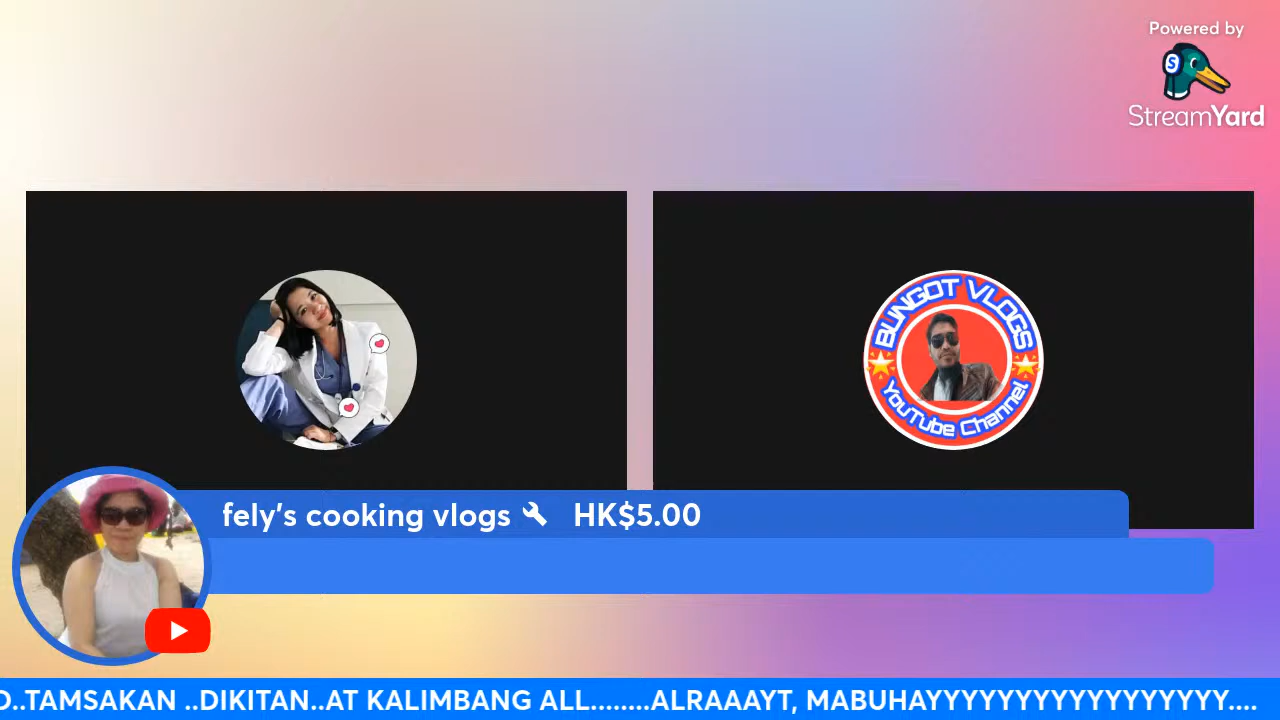 Powered by
S
StreamYard
BUNGOT VLOGS
YouTube Channel
fely's cooking vlogs HK$5.00
..TAMSAKAN ..DIKITAN..AT KALIMBANG ALL........ALRAAAYT, MABUHAYYYYYYYYYYYYYYYYY....